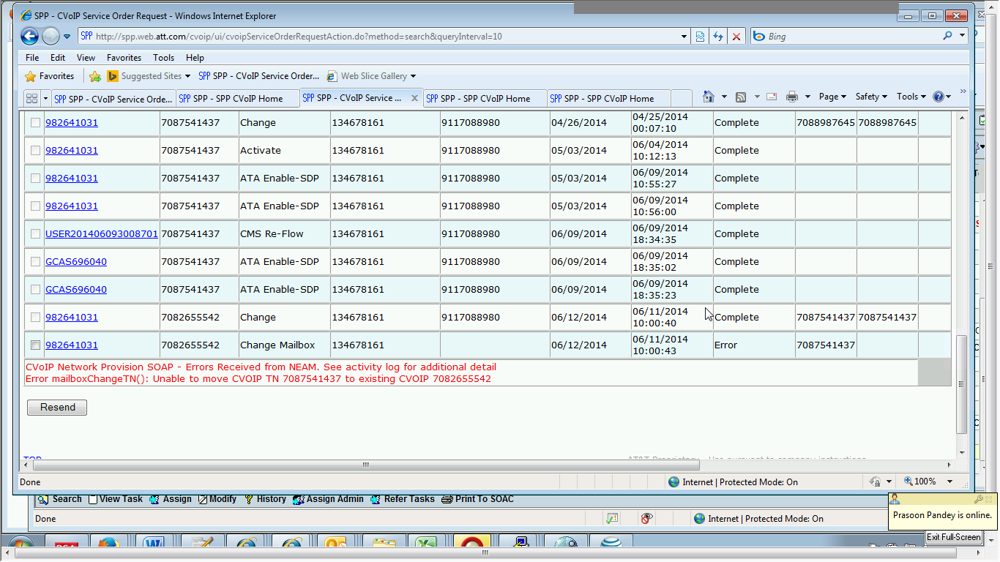 SPP - CVoIP Service Order Request - Windows Internet Explorer
SPP http://spp.web.att.com/cvoip/ui/cvoipServiceOrderRequestAction.do?method=search&queryInterval=10
Bing
File Edit View Favorites Tools Help
Favorites Suggested Sites SPP SPP - CVoIP Service Order... Web Slice Gallery
SPP SPP - CVoIP Service Orde... SPP SPP - SPP CVoIP Home SPP SPP - CVoIP Service ... SPP SPP - SPP CVoIP Home SPP SPP - SPP CVoIP Home Page Safety Tools
982641031 7087541437 Change 134678161 9117088980 04/26/2014 04/25/2014 00:07:10 Complete 7088987645 7088987645
982641031 7087541437 Activate 134678161 9117088980 05/03/2014 06/04/2014 10:12:13 Complete
982641031 7087541437 ATA Enable-SDP 134678161 9117088980 05/03/2014 06/09/2014 10:55:27 Complete
982641031 7087541437 ATA Enable-SDP 134678161 9117088980 05/03/2014 06/09/2014 10:56:00 Complete
USER201406093008701 7087541437 CMS Re-Flow 134678161 9117088980 06/09/2014 06/09/2014 18:34:35 Complete
GCAS696040 7087541437 ATA Enable-SDP 134678161 9117088980 06/09/2014 06/09/2014 18:35:02 Complete
GCAS696040 7087541437 ATA Enable-SDP 134678161 9117088980 06/09/2014 06/09/2014 18:35:23 Complete
982641031 7082655542 Change 134678161 9117088980 06/12/2014 06/11/2014 10:00:40 Complete 7087541437 7087541437
982641031 7082655542 Change Mailbox 134678161 06/12/2014 06/11/2014 10:00:43 Error 7087541437
CVoIP Network Provision SOAP - Errors Received from NEAM. See activity log for additional detail
Error mailboxChangeTN(): Unable to move CVOIP TN 7087541437 to existing CVOIP 7082655542
Resend
Done Internet | Protected Mode: On 100%
Search View Task Assign Modify History Assign Admin Refer Tasks Print To SOAC
Done Internet | Protected Mode: On
Prasoon Pandey is online.
Exit Full-Screen